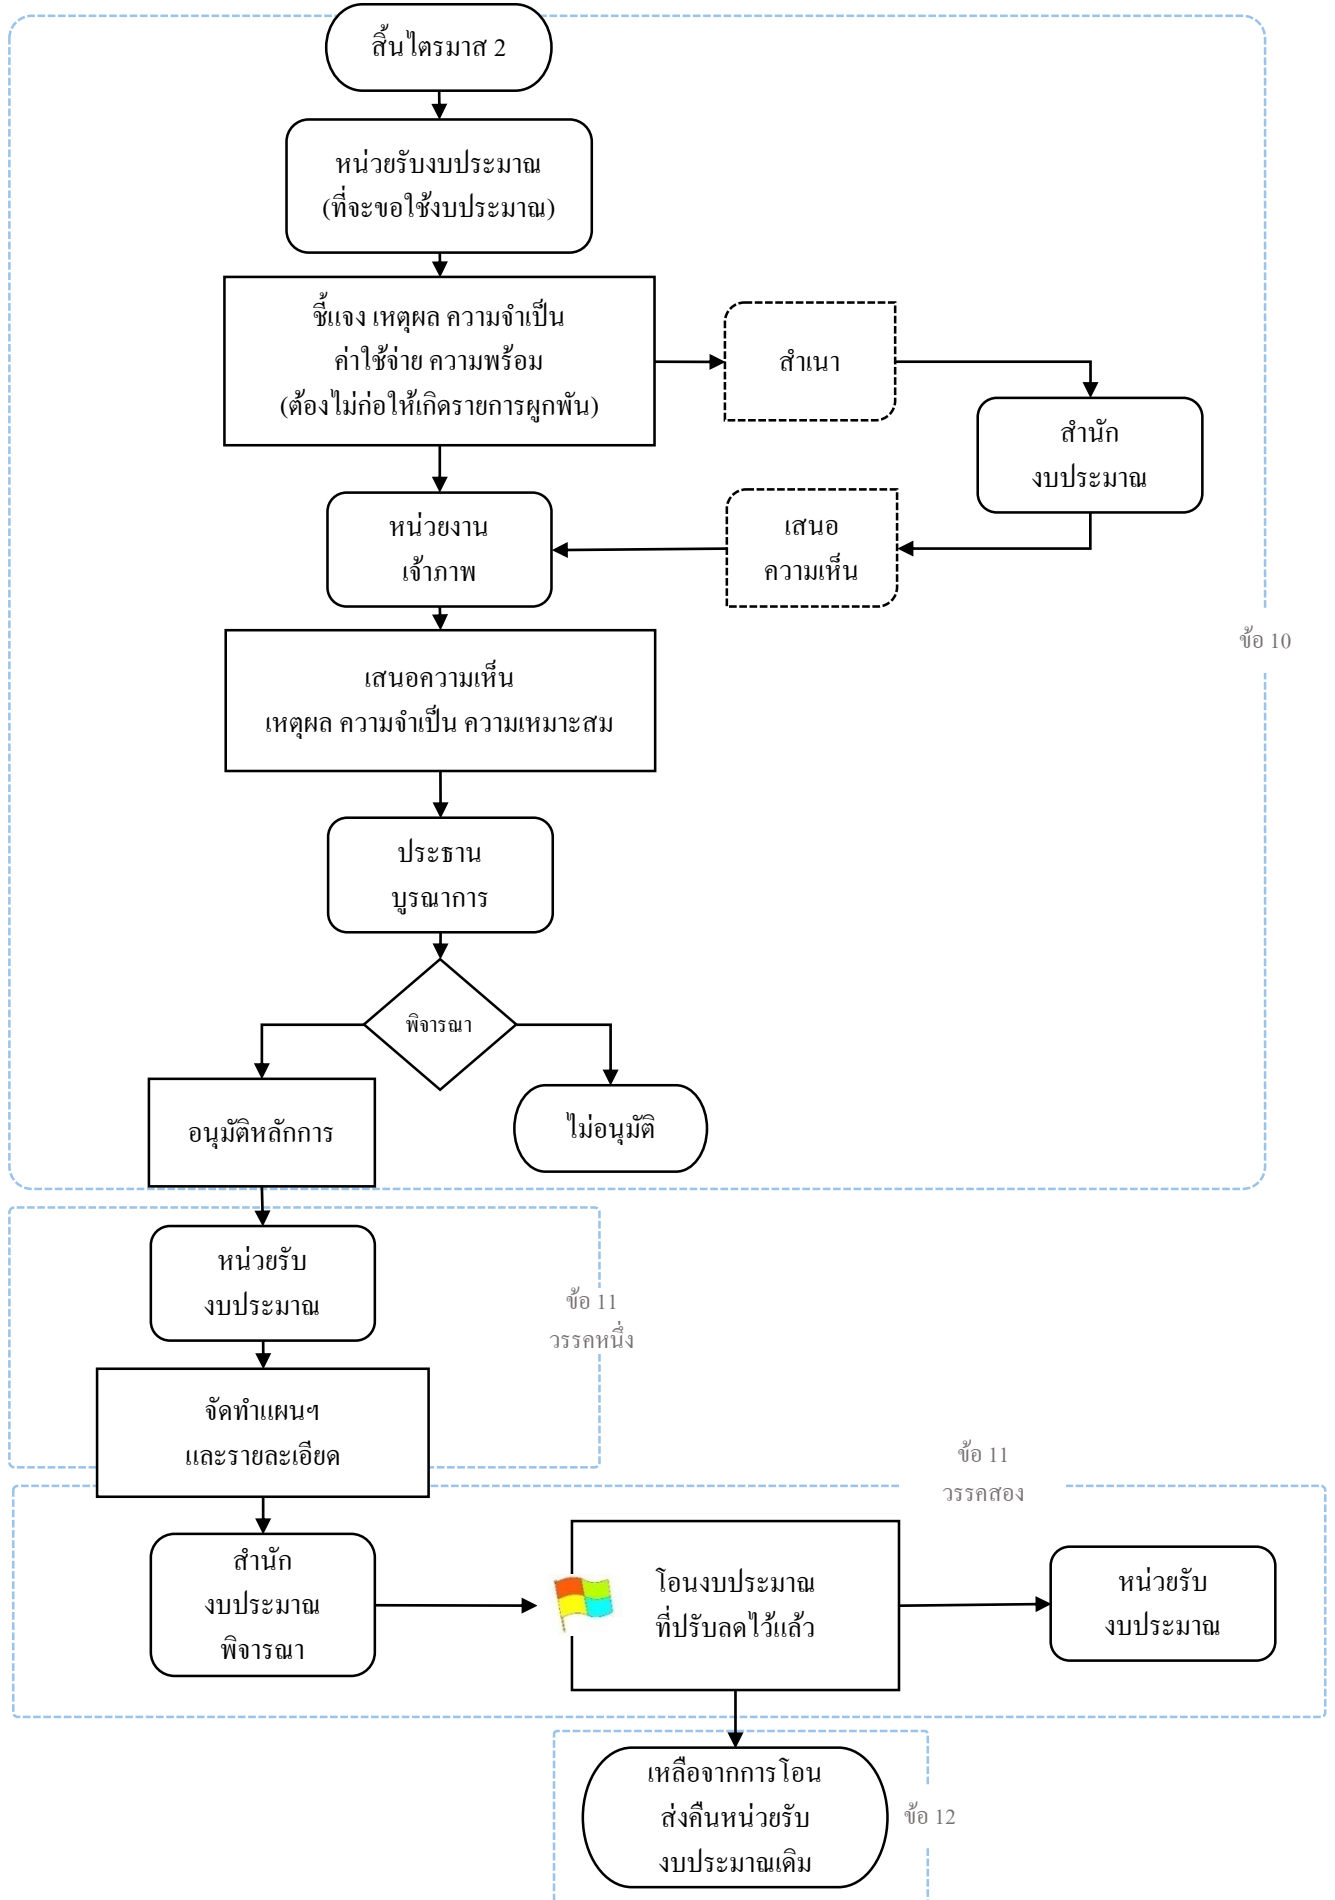 สิ้นไตรมาส 2
หน่วยรับงบประมาณ
(ที่จะขอใช้งบประมาณ)
ชี้แจง เหตุผล ความจำเป็น
ค่าใช้จ่าย ความพร้อม
(ต้องไม่ก่อให้เกิดรายการผูกพัน)
สำเนา
สำนัก
งบประมาณ
เสนอ
ความเห็น
หน่วยงาน
เจ้าภาพ
ข้อ 10
เสนอความเห็น
เหตุผล ความจำเป็น ความเหมาะสม
ประธาน
บูรณาการ
พิจารณา
อนุมัติหลักการ
ไม่อนุมัติ
หน่วยรับ
งบประมาณ
ข้อ 11
วรรคหนึ่ง
จัดทำแผนฯ
และรายละเอียด
ข้อ 11
วรรคสอง
สำนัก
งบประมาณ
พิจารณา
โอนงบประมาณ
ที่ปรับลดไว้แล้ว
หน่วยรับ
งบประมาณ
เหลือจากการโอน
ส่งคืนหน่วยรับ
งบประมาณเดิม
ข้อ 12